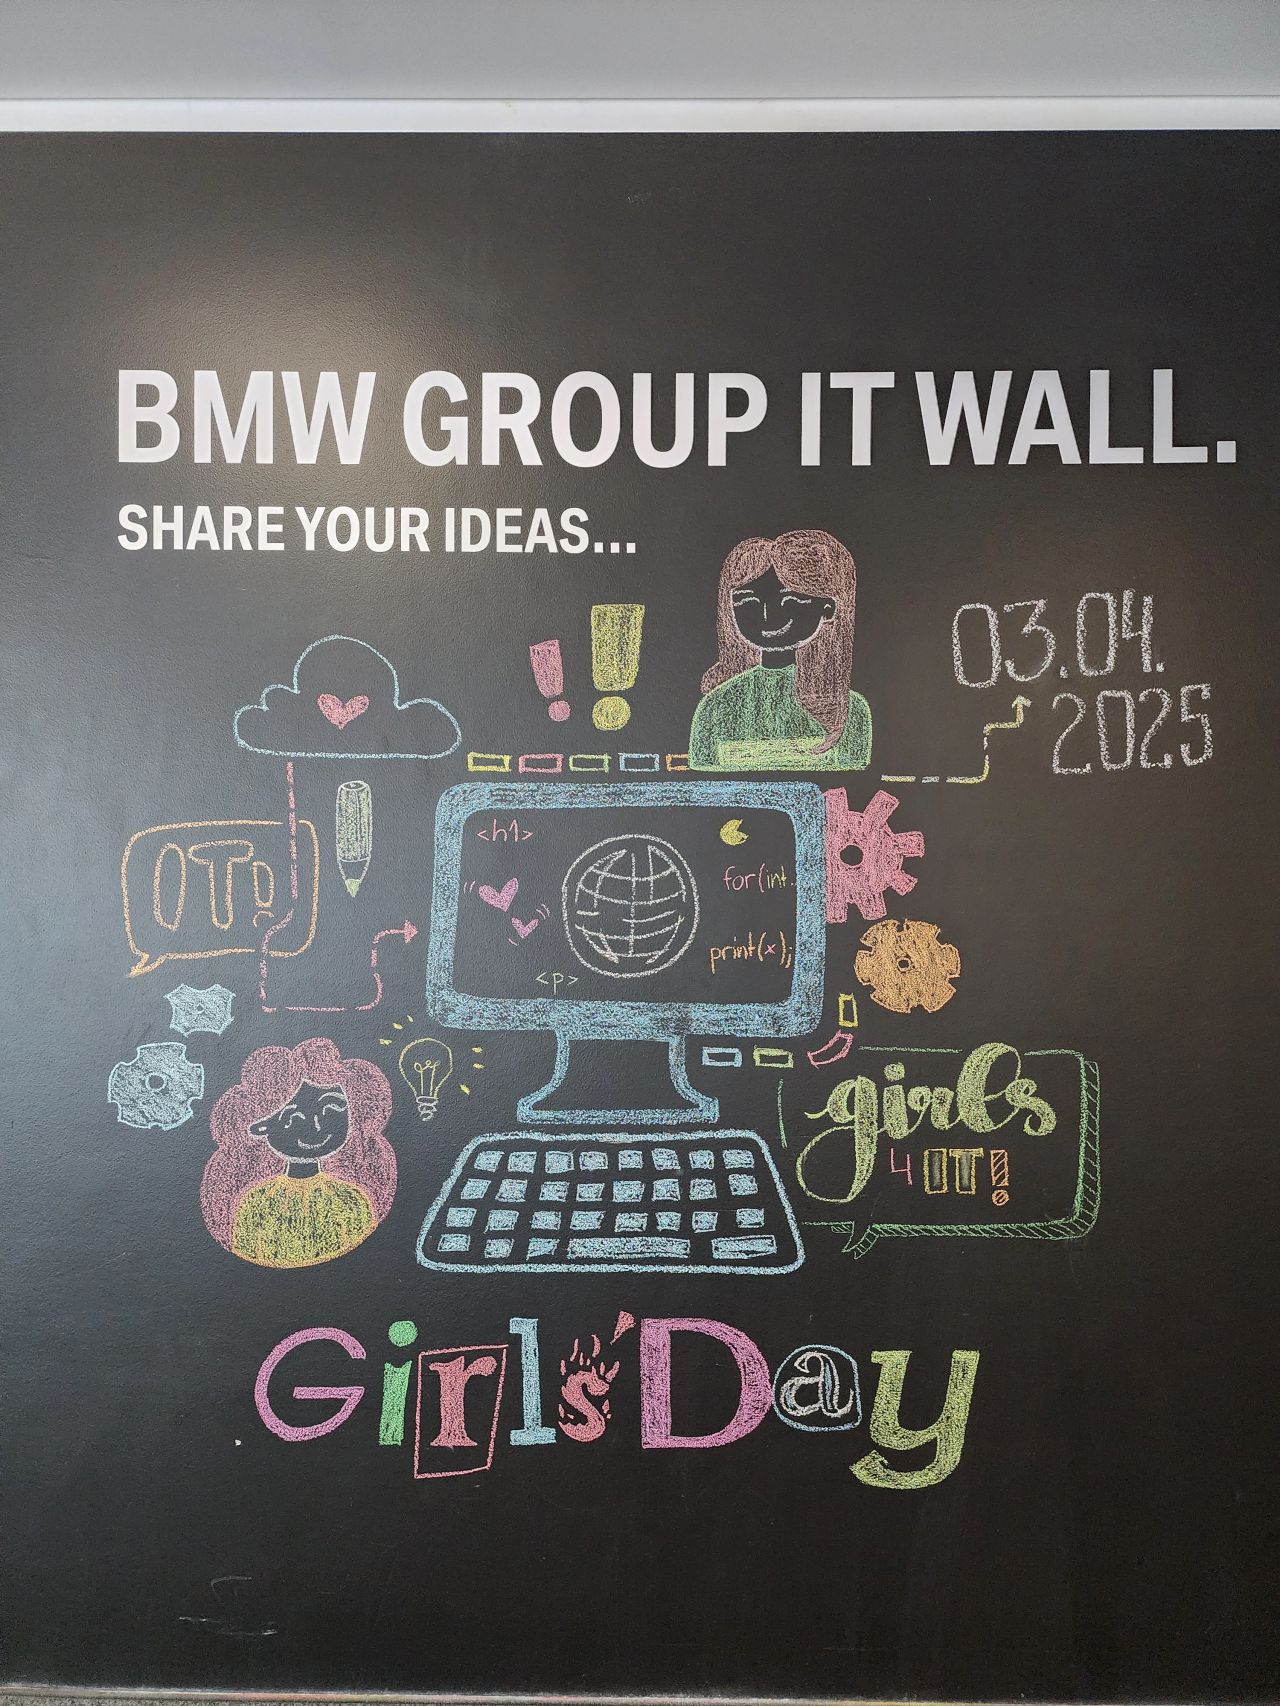 BMW GROUP IT WALL.
SHARE YOUR IDEAS...
03.04.
2025
<h1>
for(int.
print(x);
<p>
girls
4 IT!
Girls'Day